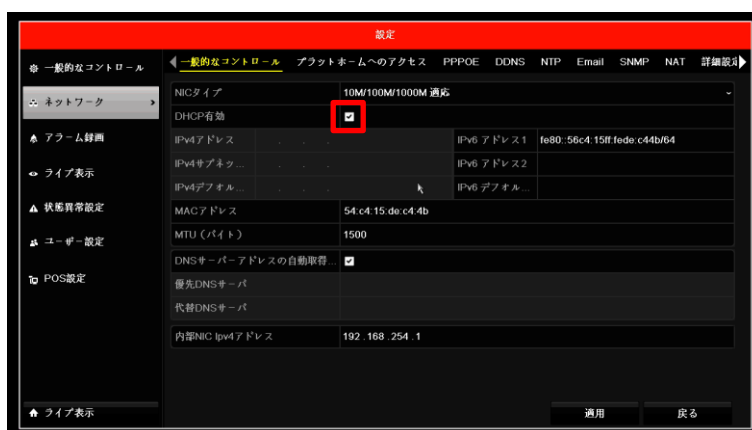 設定
一般的なコントロール
ネットワーク
アラーム録画
ライブ表示
状態異常設定
ユーザー設定
POS設定
ライブ表示
一般的なコントロール プラットホームへのアクセス PPPOE DDNS NTP Email SNMP NAT 詳細設定
NICタイプ 10M/100M/1000M 適応
DHCP有効
IPv4アドレス . . . IPv6 アドレス1 fe80::56c4:15ff:fede:c44b/64
IPv4サブネッ... . . . IPv6 アドレス2
IPv4デフォル... . . . IPv6 デフォル...
MACアドレス 54:c4:15:de:c4:4b
MTU（バイト） 1500
DNSサーバーアドレスの自動取得...
優先DNSサーバ
代替DNSサーバ
内部NIC Ipv4アドレス 192 .168 .254 .1
適用 戻る